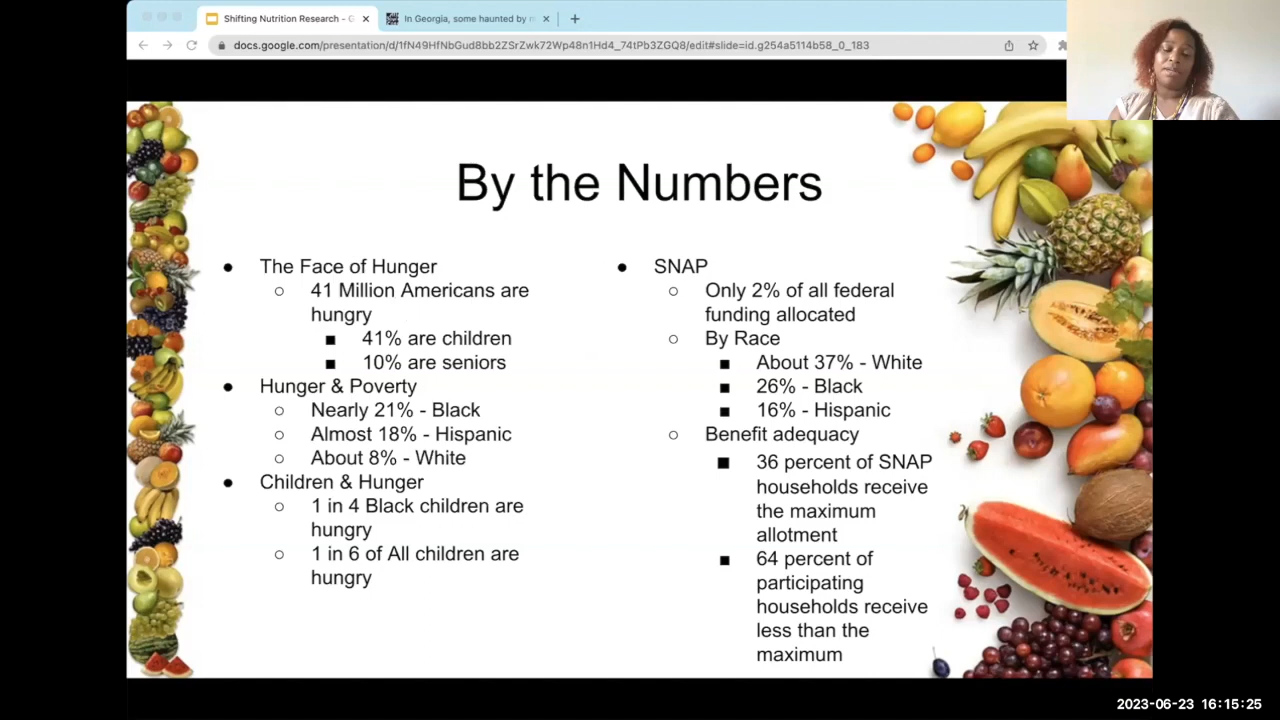 Shifting Nutrition Research - G
In Georgia, some haunted by
docs.google.com/presentation/d/1fN49HfNbGud8bb2ZSrZwk72Wp48n1Hd4_74tPb3ZGQ8/edit#slide=id.g254a5114b58_0_183
By the Numbers
● The Face of Hunger
○ 41 Million Americans are
hungry
■ 41% are children
■ 10% are seniors
● Hunger & Poverty
○ Nearly 21% - Black
○ Almost 18% - Hispanic
○ About 8% - White
● Children & Hunger
○ 1 in 4 Black children are
hungry
○ 1 in 6 of All children are
hungry
● SNAP
○ Only 2% of all federal
funding allocated
○ By Race
■ About 37% - White
■ 26% - Black
■ 16% - Hispanic
○ Benefit adequacy
■ 36 percent of SNAP
households receive
the maximum
allotment
■ 64 percent of
participating
households receive
less than the
maximum
2023-06-23 16:15:25